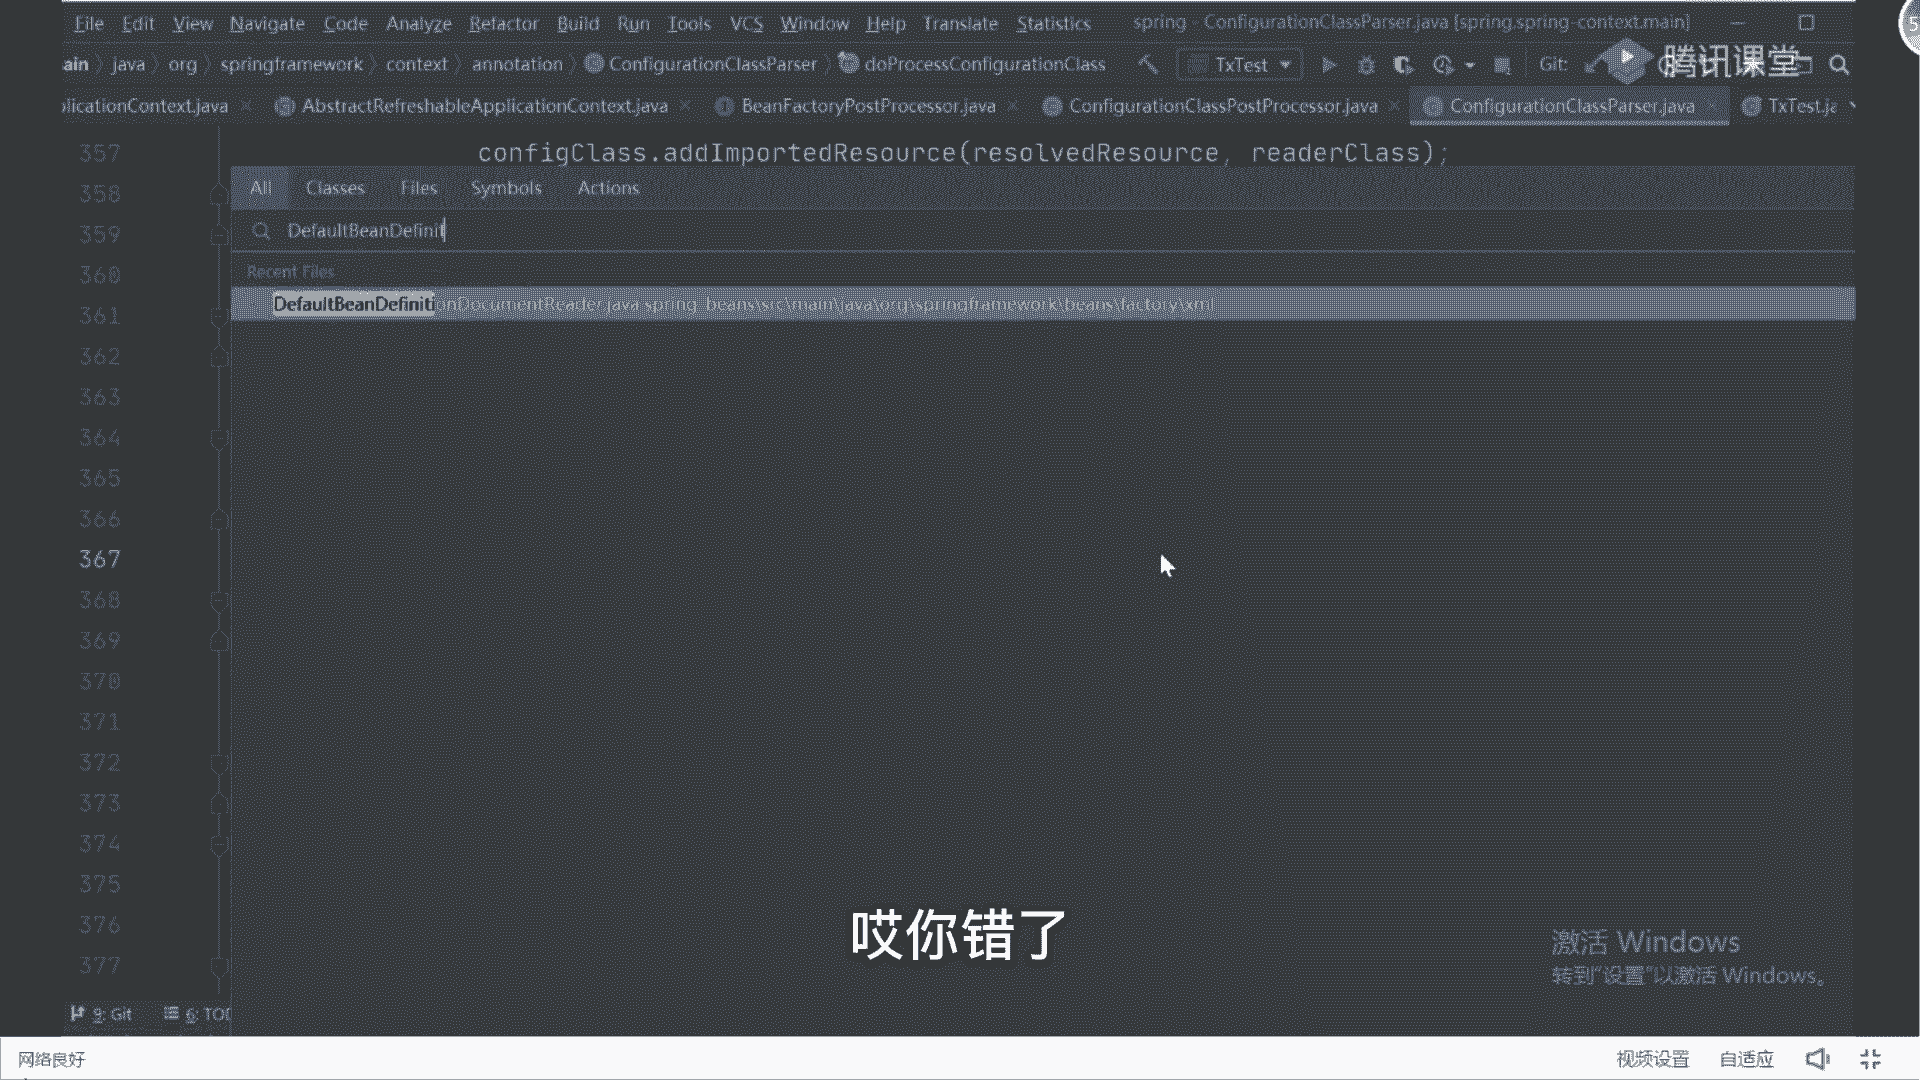 File Edit View Navigate Code Analyze Refactor Build Run Tools VCS Window Help Translate Statistics spring - ConfigurationClassParser.java [spring.spring-context.main]
ain java org springframework context annotation ConfigurationClassParser doProcessConfigurationClass TxTest Git: 腾讯课堂
licationContext.java AbstractRefreshableApplicationContext.java BeanFactoryPostProcessor.java ConfigurationClassPostProcessor.java ConfigurationClassParser.java TxTest.ja
357 configClass.addImportedResource(resolvedResource, readerClass);
358 All Classes Files Symbols Actions
359 DefaultBeanDefinit
360 Recent Files
361 DefaultBeanDefinitionDocumentReader.java spring-beans\src\main\java\org\springframework\beans\factory\xml
362
363
364
365
366
367
368
369
370
371
372
373
374
375
376
377
哎你错了
激活 Windows
转到"设置"以激活 Windows。
9: Git 6: TOD
网络良好 视频设置 自适应